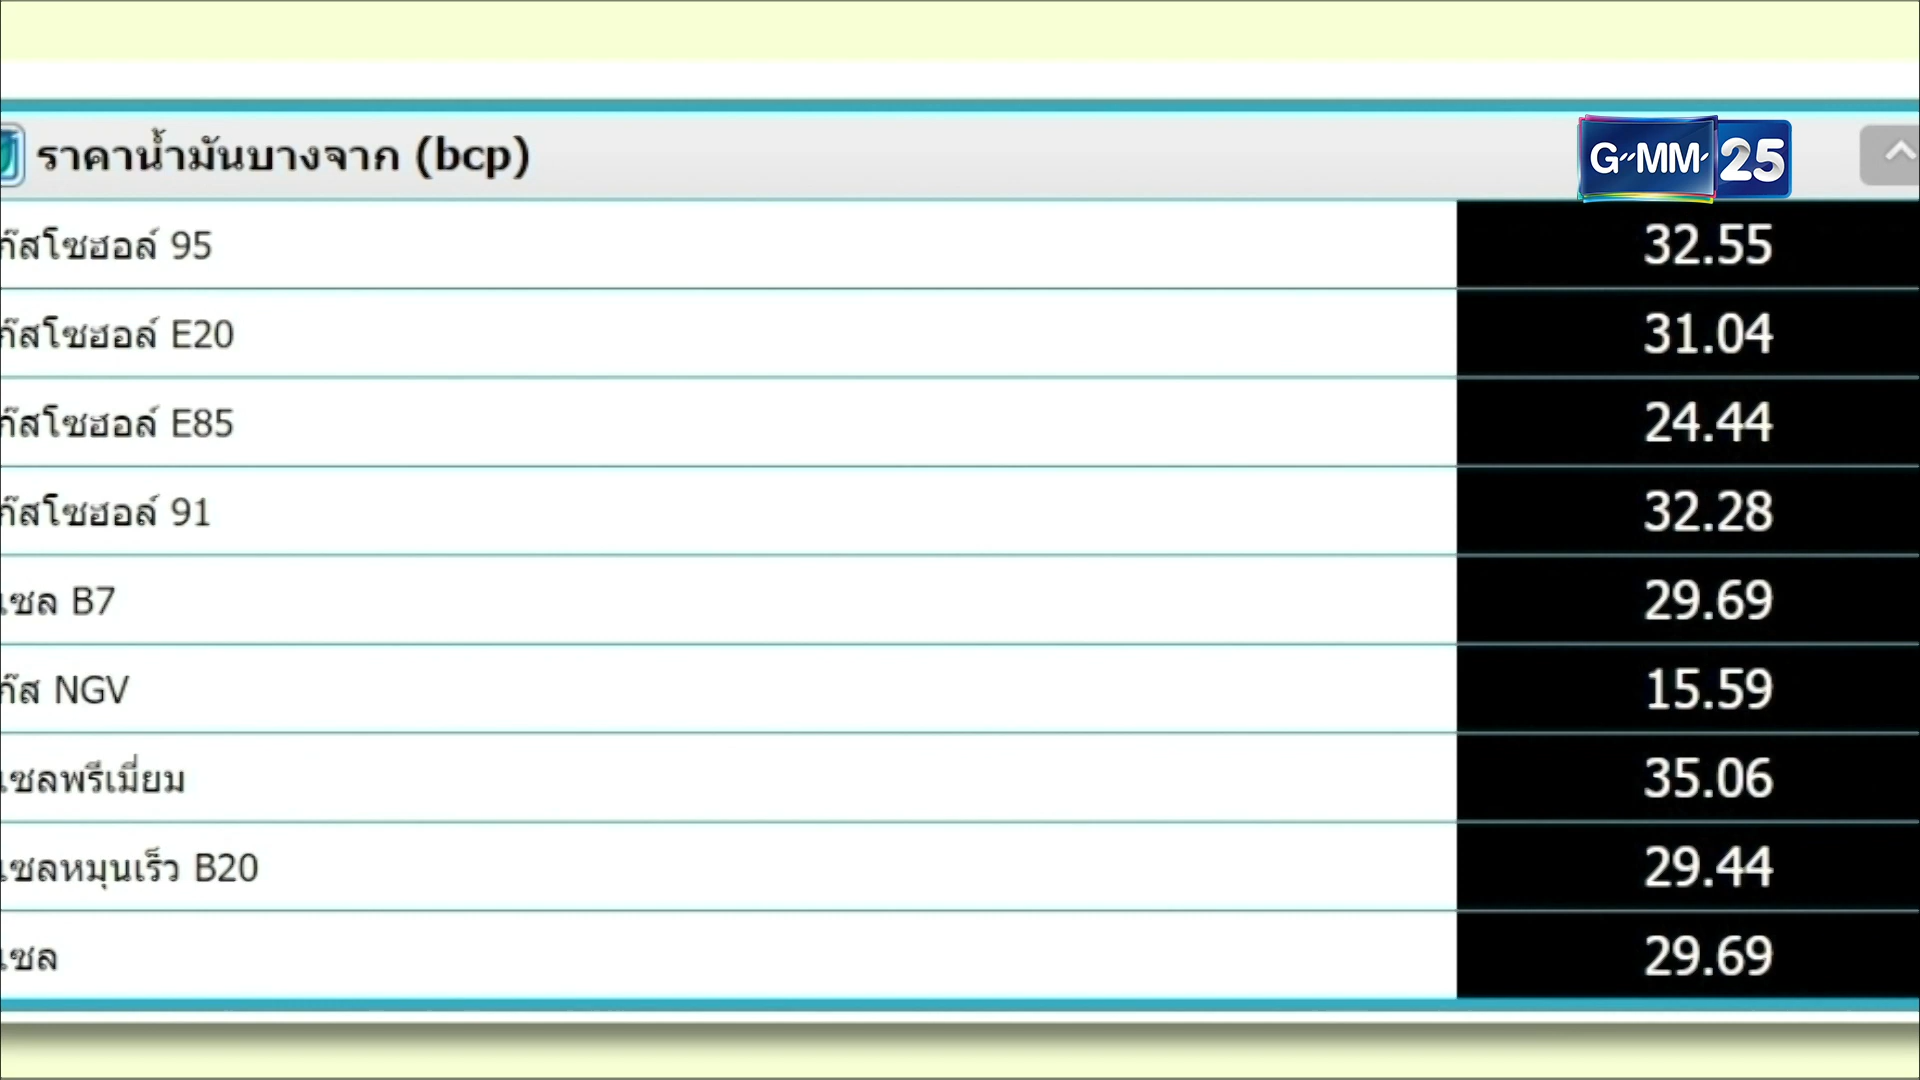 ราคาน้ำมันบางจาก (bcp)
G-MM 25
ก๊สโซฮอล์ 95 32.55
ก๊สโซฮอล์ E20 31.04
ก๊สโซฮอล์ E85 24.44
ก๊สโซฮอล์ 91 32.28
เซล B7 29.69
ก๊ส NGV 15.59
เซลพรีเมี่ยม 35.06
เซลหมุนเร็ว B20 29.44
เซล 29.69